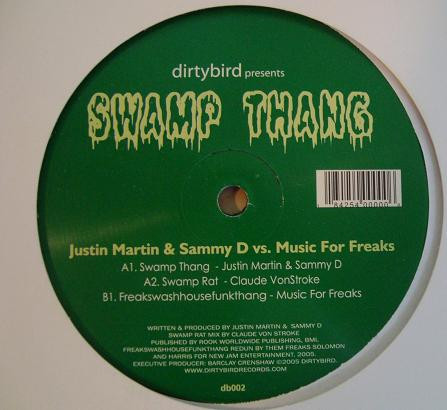 dirtybird presents
SWAMP THANG
84254 00000
Justin Martin & Sammy D vs. Music For Freaks
A1. Swamp Thang - Justin Martin & Sammy D
A2. Swamp Rat - Claude VonStroke
B1. Freakswashhousefunkthang - Music For Freaks
WRITTEN & PRODUCED BY JUSTIN MARTIN & SAMMY D
SWAMP RAT MIX BY CLAUDE VON STROKE
PUBLISHED BY ROOK WORLDWIDE PUBLISHING, BMI.
FREAKSWASHHOUSEFUNKTHANG REDUN BY THEM FREAKS SOLOMON
AND HARRIS FOR NEW JAM ENTERTAINMENT, 2005.
EXECUTIVE PRODUCER: BARCLAY CRENSHAW ©2005 DIRTYBIRD.
WWW.DIRTYBIRDRECORDS.COM
db002